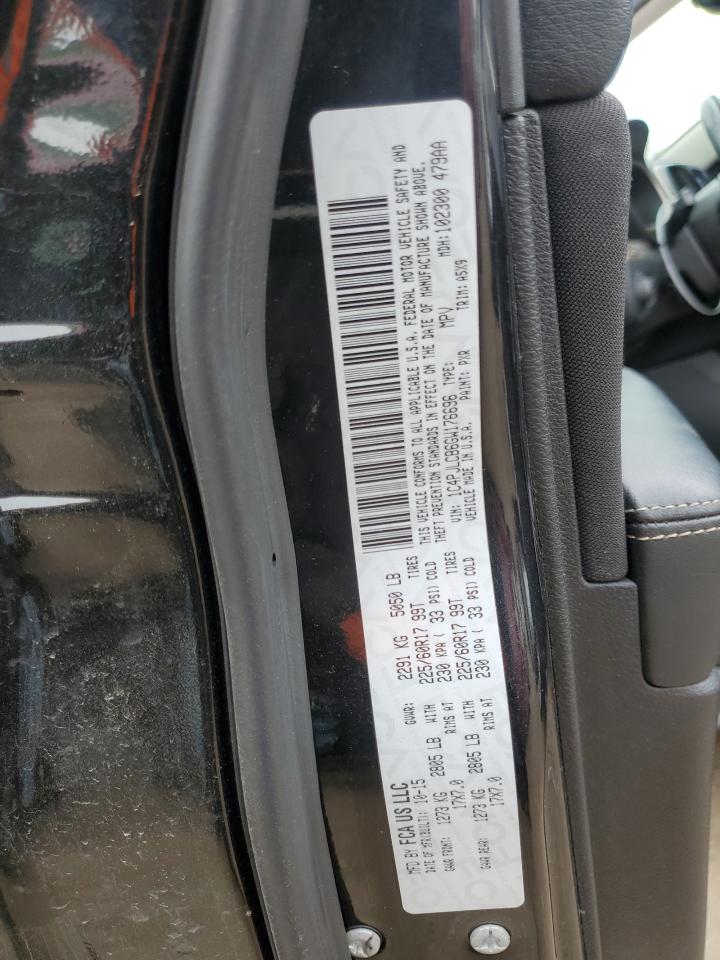 MFD BY FCA US LLC
DATE OF MFR(BUILT): 10-15 GVWR: 2291 KG 5050 LB
GAWR FRONT: 1273 KG 2805 LB WITH 225/60R17 99T TIRES
17X7.0 RIMS AT 230 KPA ( 33 PSI) COLD
GAWR REAR: 1273 KG 2805 LB WITH 225/60R17 99T TIRES
17X7.0 RIMS AT 230 KPA ( 33 PSI) COLD
THIS VEHICLE CONFORMS TO ALL APPLICABLE U.S.A. FEDERAL MOTOR VEHICLE SAFETY AND
THEFT PREVENTION STANDARDS IN EFFECT ON THE DATE OF MANUFACTURE SHOWN ABOVE.
VIN: 1C4PJLCB6GW176696 TYPE: MPV MDH: 102300 479AA
VEHICLE MADE IN U.S.A. PAINT: PXR TRIM: A5X9